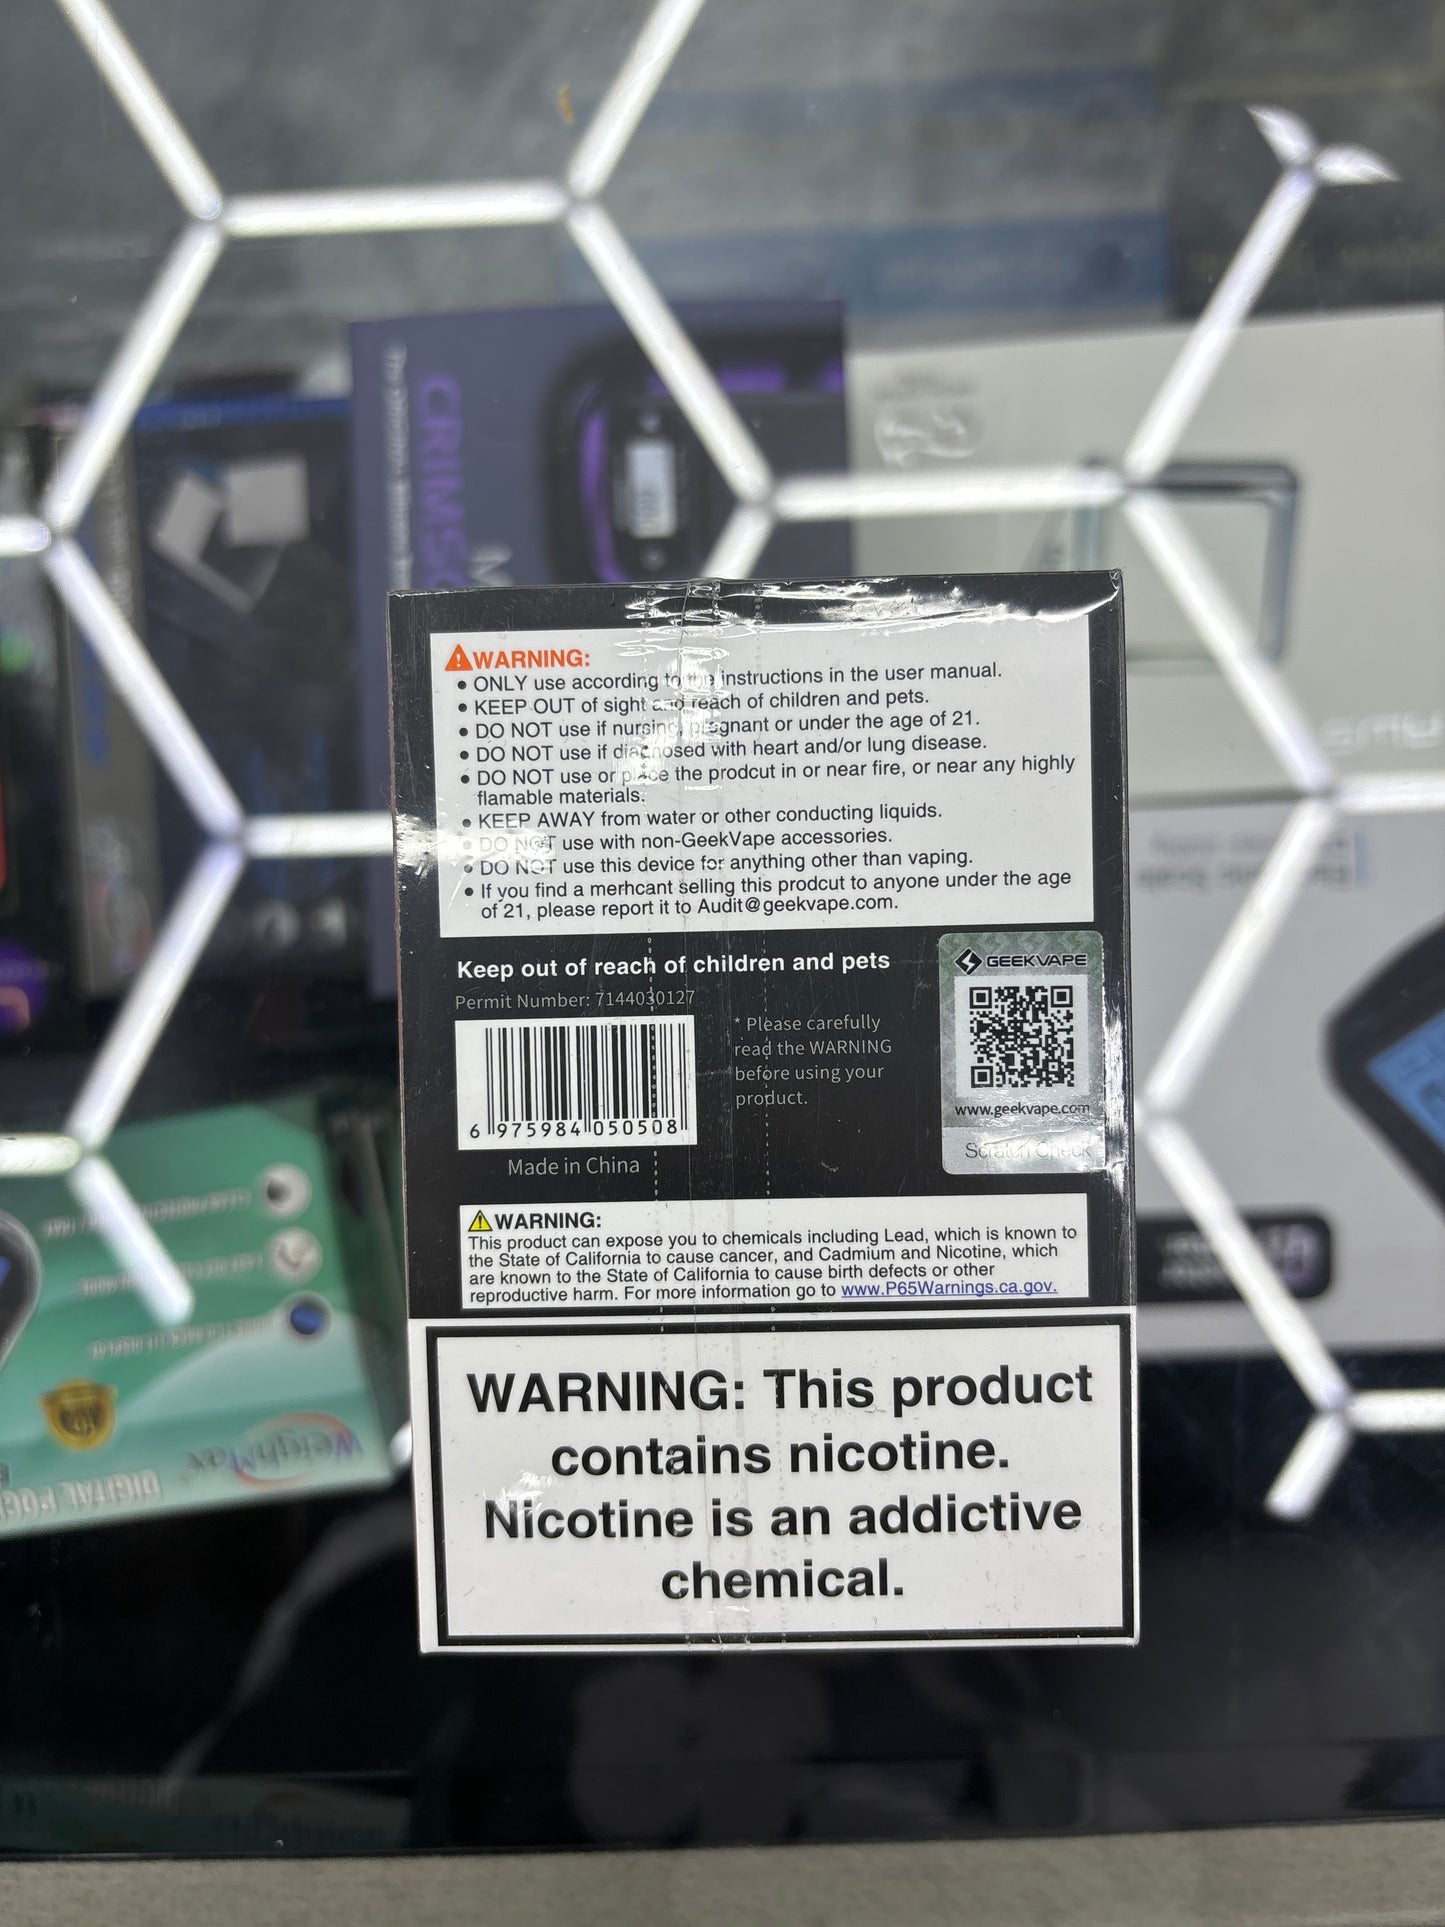 WARNING:
• ONLY use according to the instructions in the user manual.
• KEEP OUT of sight and reach of children and pets.
• DO NOT use if nursing, pregnant or under the age of 21.
• DO NOT use if diagnosed with heart and/or lung disease.
• DO NOT use or place the prodcut in or near fire, or near any highly
flamable materials.
• KEEP AWAY from water or other conducting liquids.
• DO NOT use with non-GeekVape accessories.
• DO NOT use this device for anything other than vaping.
• If you find a merhcant selling this prodcut to anyone under the age
of 21, please report it to Audit@geekvape.com.
Keep out of reach of children and pets
Permit Number: 7144030127
6 975984 050508
Made in China
* Please carefully
read the WARNING
before using your
product.
GEEKVAPE
www.geekvape.com
Scratch Check
WARNING:
This product can expose you to chemicals including Lead, which is known to
the State of California to cause cancer, and Cadmium and Nicotine, which
are known to the State of California to cause birth defects or other
reproductive harm. For more information go to www.P65Warnings.ca.gov.
WARNING: This product
contains nicotine.
Nicotine is an addictive
chemical.
WeighMax